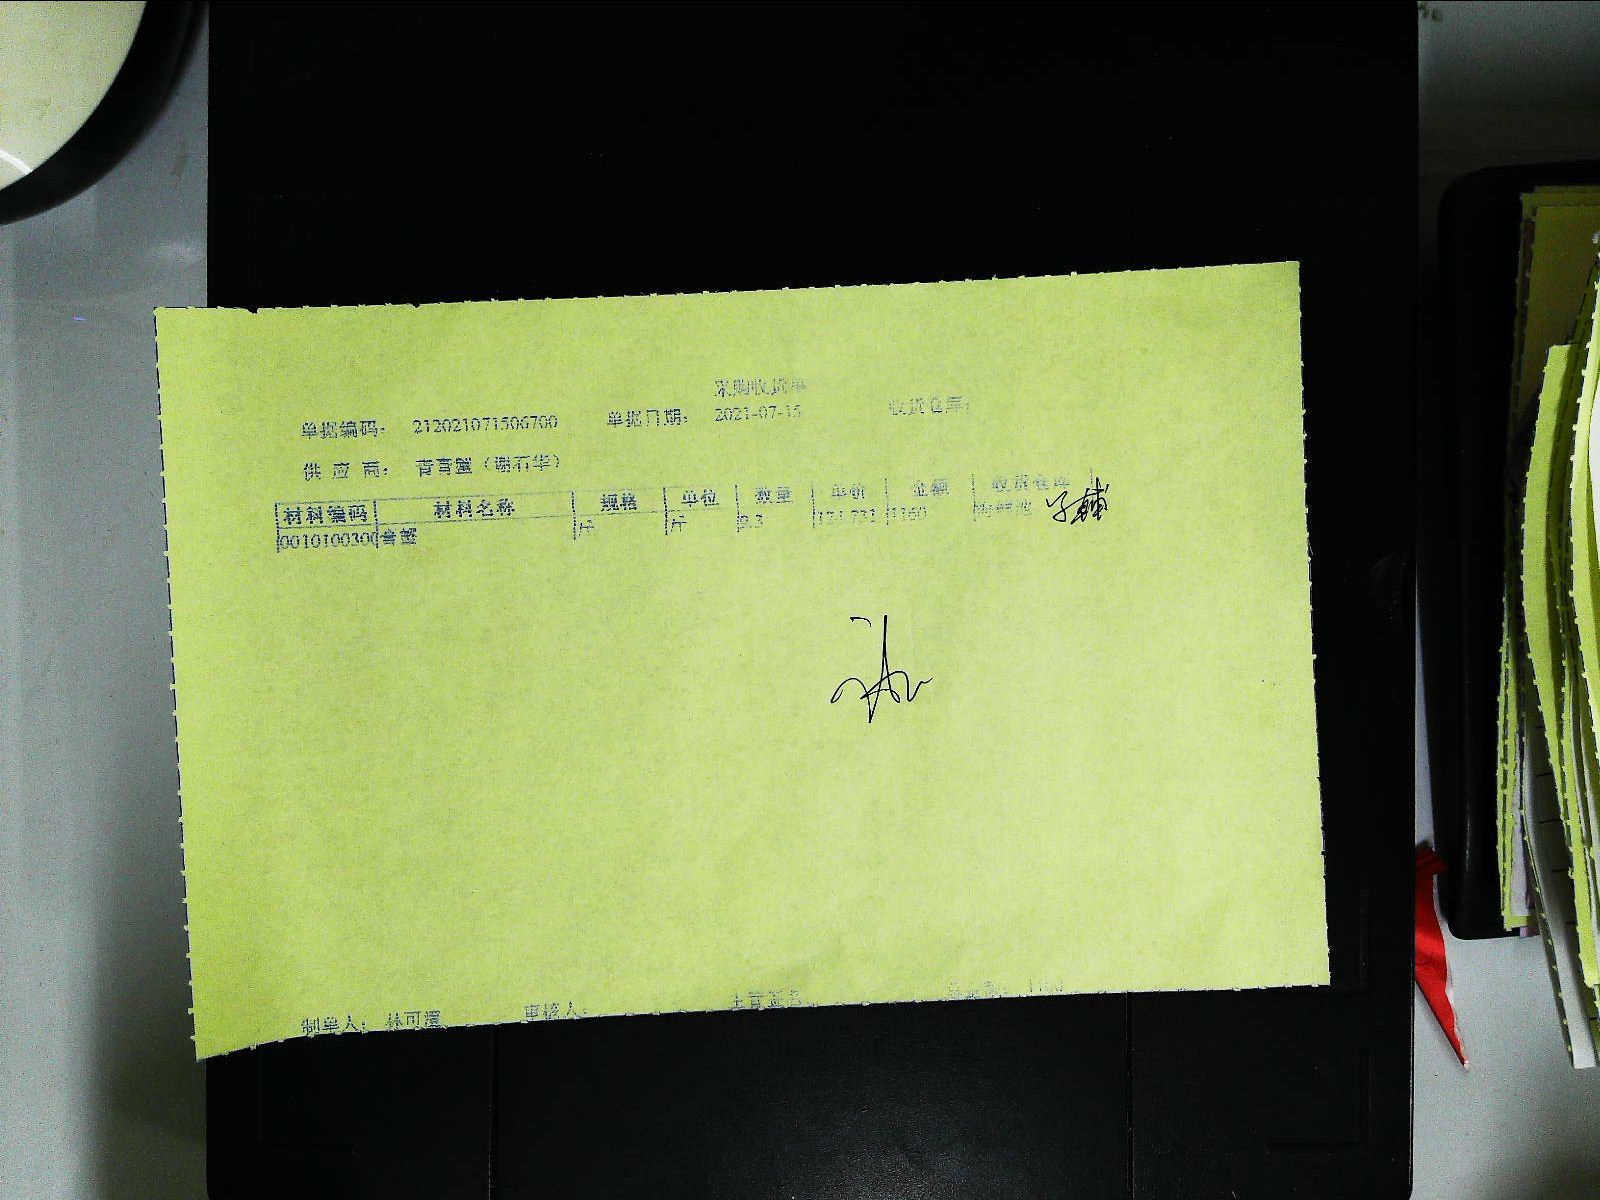 采购收货单
单据编码： 212021071506700 单据日期： 2021-07-15 收货仓库：
供 应 商： 青膏蟹（谢石华）
材料编码 材料名称 规格 单位 数量 单价 金额 收货仓库
0010100300 膏蟹 斤 斤 9.3 124.731 1160
制单人： 林可 审核人：